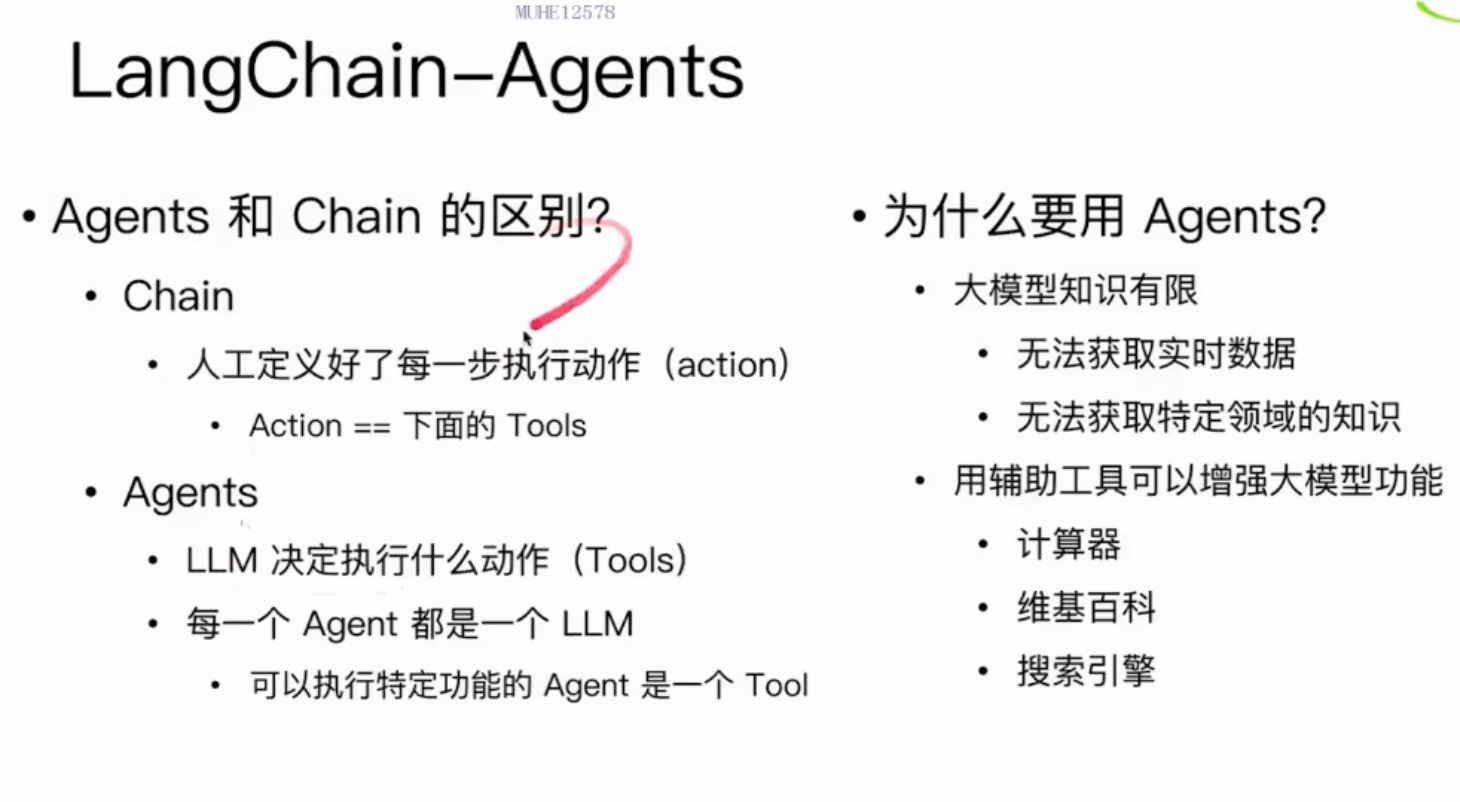 MUHE12578
LangChain–Agents
• Agents 和 Chain 的区别?
• Chain
• 人工定义好了每一步执行动作（action）
• Action == 下面的 Tools
• Agents
• LLM 决定执行什么动作（Tools）
• 每一个 Agent 都是一个 LLM
• 可以执行特定功能的 Agent 是一个 Tool
• 为什么要用 Agents?
• 大模型知识有限
• 无法获取实时数据
• 无法获取特定领域的知识
• 用辅助工具可以增强大模型功能
• 计算器
• 维基百科
• 搜索引擎